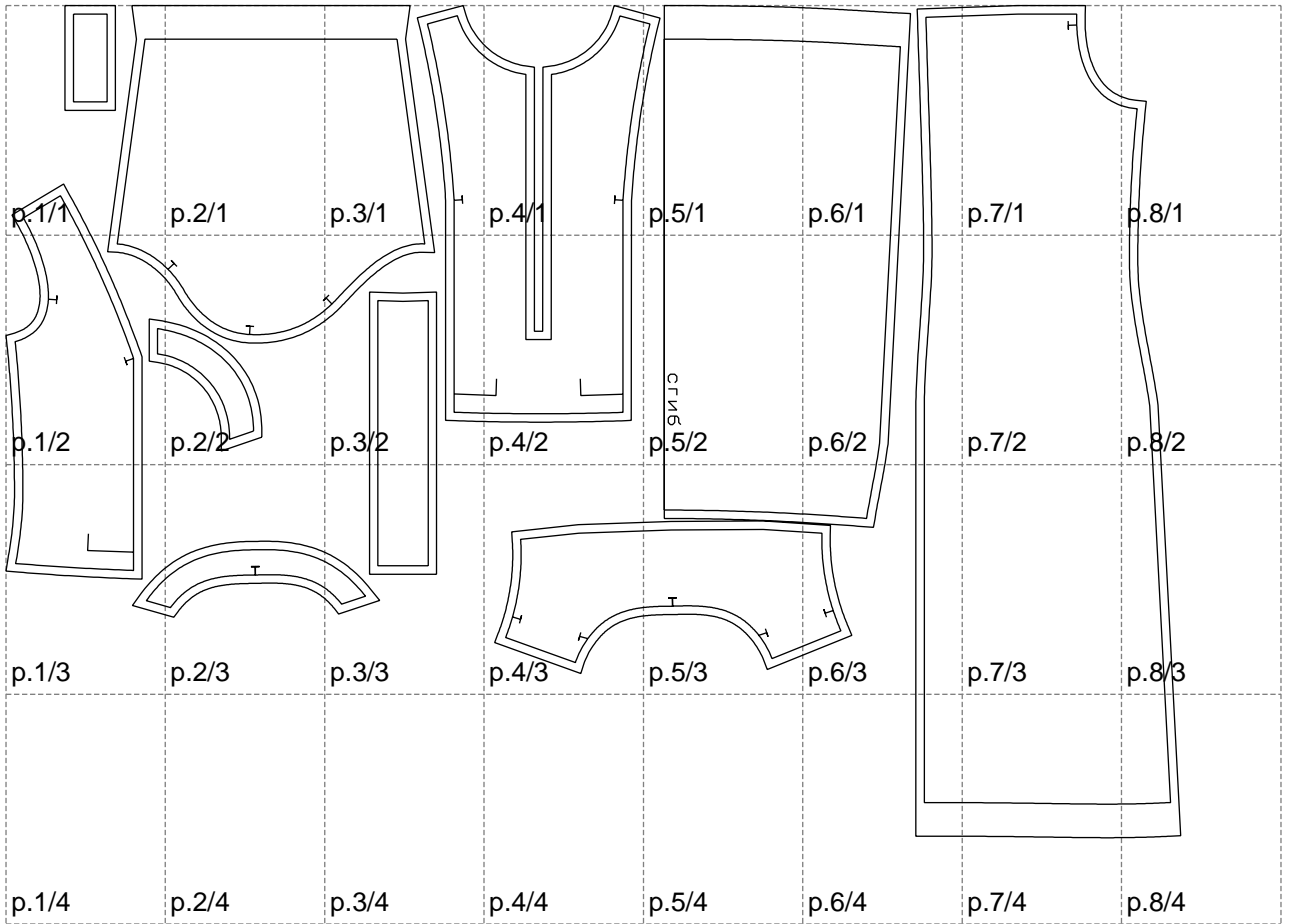 p.1/1 p.2/1 p.3/1 p.4/1 p.5/1 p.6/1 p.7/1 p.8/1
сгиб
p.1/2 p.2/2 p.3/2 p.4/2 p.5/2 p.6/2 p.7/2 p.8/2
p.1/3 p.2/3 p.3/3 p.4/3 p.5/3 p.6/3 p.7/3 p.8/3
p.1/4 p.2/4 p.3/4 p.4/4 p.5/4 p.6/4 p.7/4 p.8/4